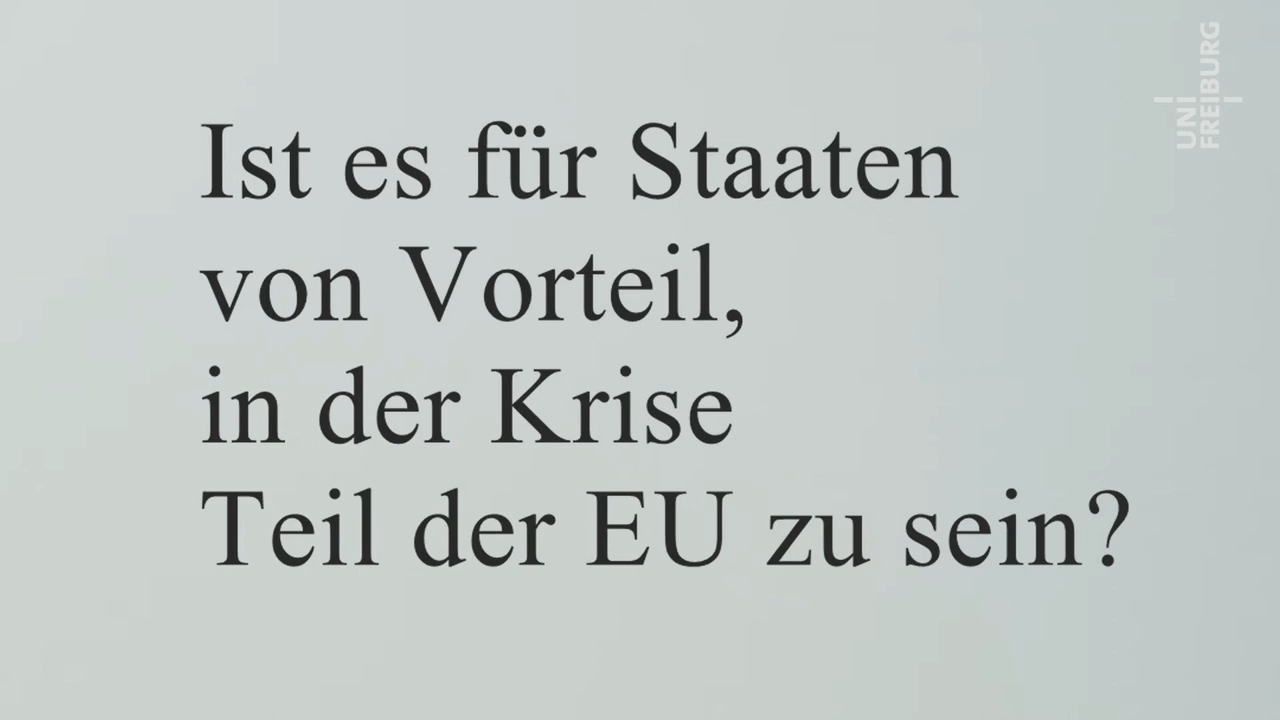 Ist es für Staaten
von Vorteil,
in der Krise
Teil der EU zu sein?
UNI
FREIBURG